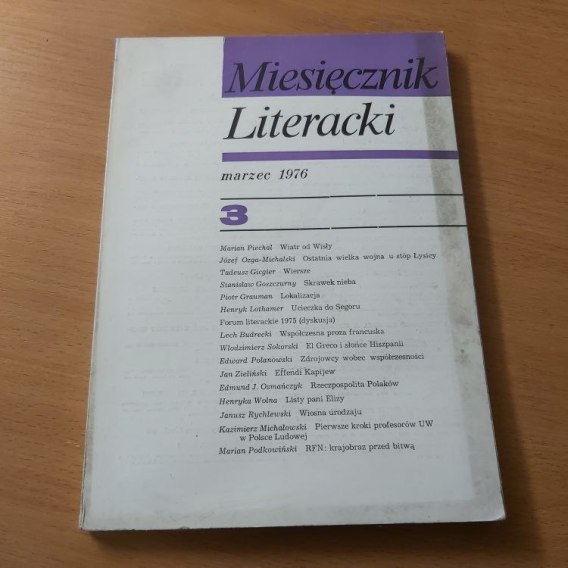 Miesięcznik
Literacki
marzec 1976
3
Marian Piechal Wiatr od Wisły
Józef Ozga-Michalski Ostatnia wielka wojna u stóp Łysicy
Tadeusz Gicgier Wiersze
Stanisław Goszczurny Skrawek nieba
Piotr Grauman Lokalizacja
Henryk Lothamer Ucieczka do Segoru
Forum literackie 1975 (dyskusja)
Lech Budrecki Współczesna proza francuska
Włodzimierz Sokorski El Greco i słońce Hiszpanii
Edward Polanowski Zdrojowcy wobec współczesności
Jan Zieliński Effendi Kapijew
Edmund J. Osmańczyk Rzeczpospolita Polaków
Henryka Wolna Listy pani Elizy
Janusz Rychlewski Wiosna urodzaju
Kazimierz Michałowski Pierwsze kroki profesorów UW
w Polsce Ludowej
Marian Podkowiński RFN: krajobraz przed bitwą